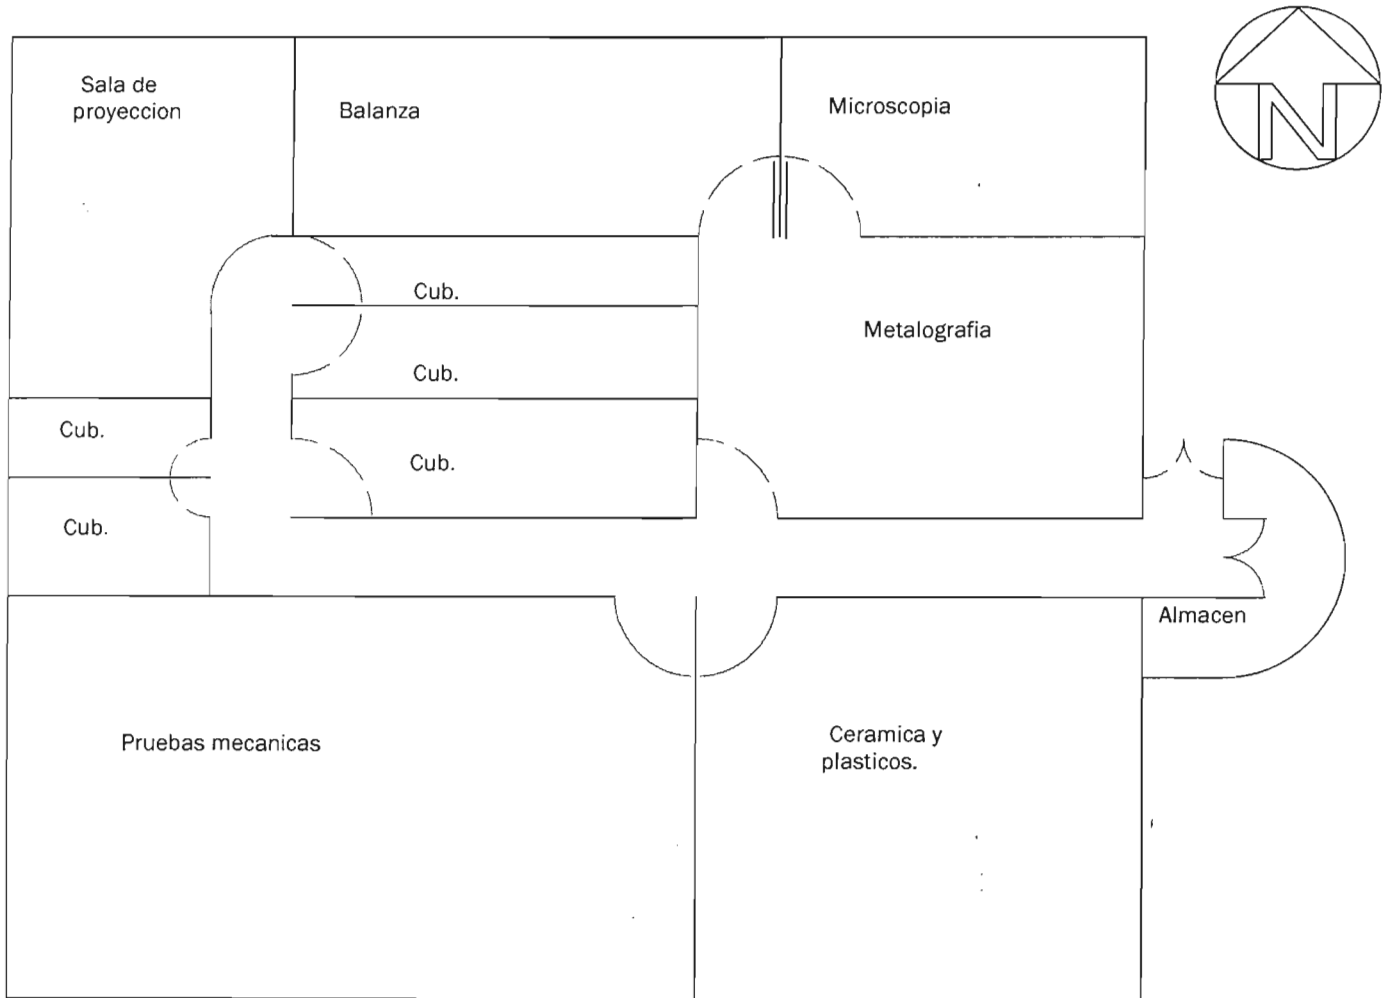 Sala de
proyeccion
Balanza
Microscopia
N
Cub.
Metalografia
Cub.
Cub.
Cub.
Cub.
Almacen
Pruebas mecanicas
Ceramica y
plasticos.